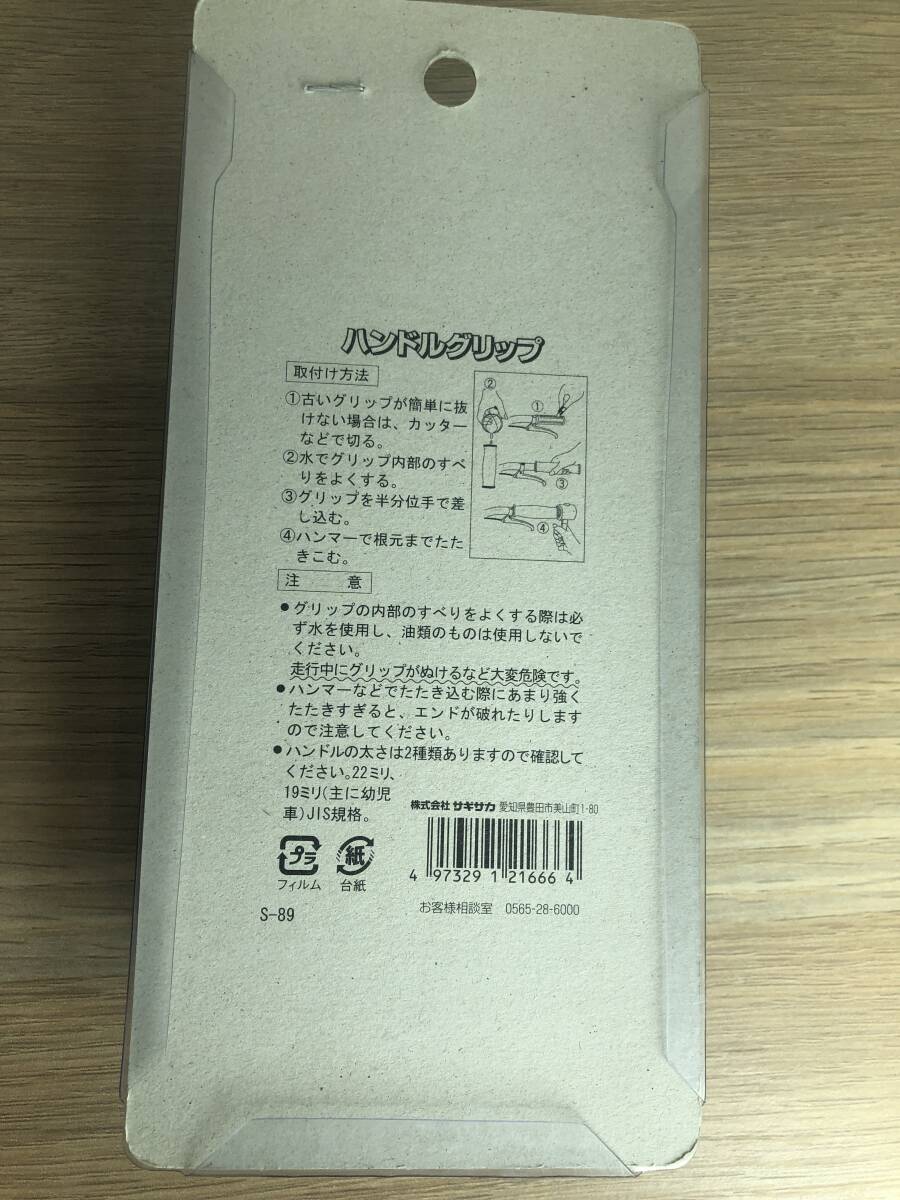 ハンドルグリップ
取付け方法
①古いグリップが簡単に抜
けない場合は、カッター
などで切る。
②水でグリップ内部のすべ
りをよくする。
③グリップを半分位手で差
し込む。
④ハンマーで根元までたた
きこむ。
②
①
③
④
注　意
●グリップの内部のすべりをよくする際は必
ず水を使用し、油類のものは使用しないで
ください。
走行中にグリップがぬけるなど大変危険です。
●ハンマーなどでたたき込む際にあまり強く
たたきすぎると、エンドが破れたりします
ので注意してください。
●ハンドルの太さは2種類ありますので確認して
ください。22ミリ、
19ミリ(主に幼児
車)JIS規格。
株式会社 サギサカ 愛知県豊田市美山町1-80
4 97329 1 21666 4
プラ
フィルム
紙
台紙
お客様相談室 0565-28-6000
S-89